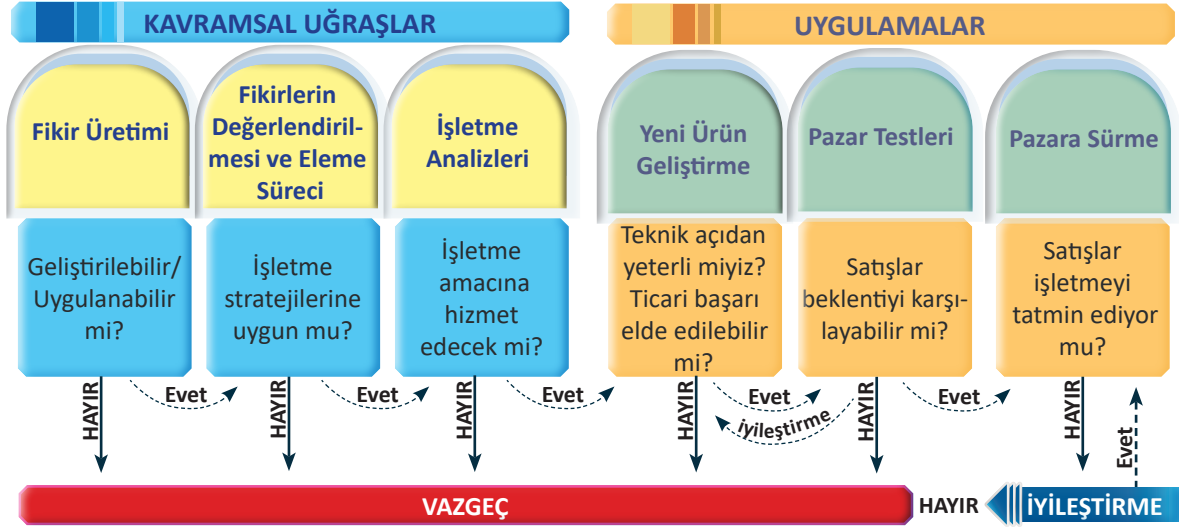 KAVRAMSAL UĞRAŞLAR
UYGULAMALAR
Fikir Üretimi
Fikirlerin
Değerlendiril-
mesi ve Eleme
Süreci
İşletme
Analizleri
Yeni Ürün
Geliştirme
Pazar Testleri
Pazara Sürme
Geliştirilebilir/
Uygulanabilir
mi?
İşletme
stratejilerine
uygun mu?
İşletme
amacına
hizmet
edecek mi?
Teknik açıdan
yeterli miyiz?
Ticari başarı
elde edilebilir
mi?
Satışlar
beklentiyi karşı-
layabilir mi?
Satışlar
işletmeyi
tatmin ediyor
mu?
HAYIR
Evet
HAYIR
Evet
HAYIR
Evet
HAYIR
Evet
iyileştirme
HAYIR
Evet
HAYIR
Evet
VAZGEÇ
HAYIR
İYİLEŞTİRME